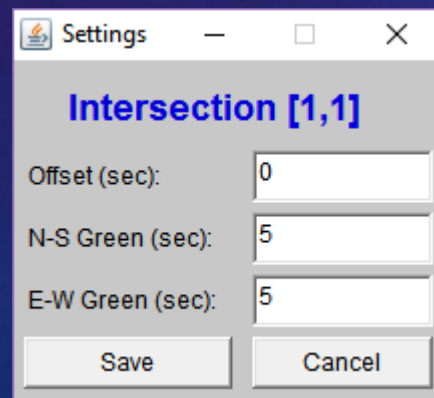 Settings
Intersection [1,1]
Offset (sec): 0
N-S Green (sec): 5
E-W Green (sec): 5
Save Cancel